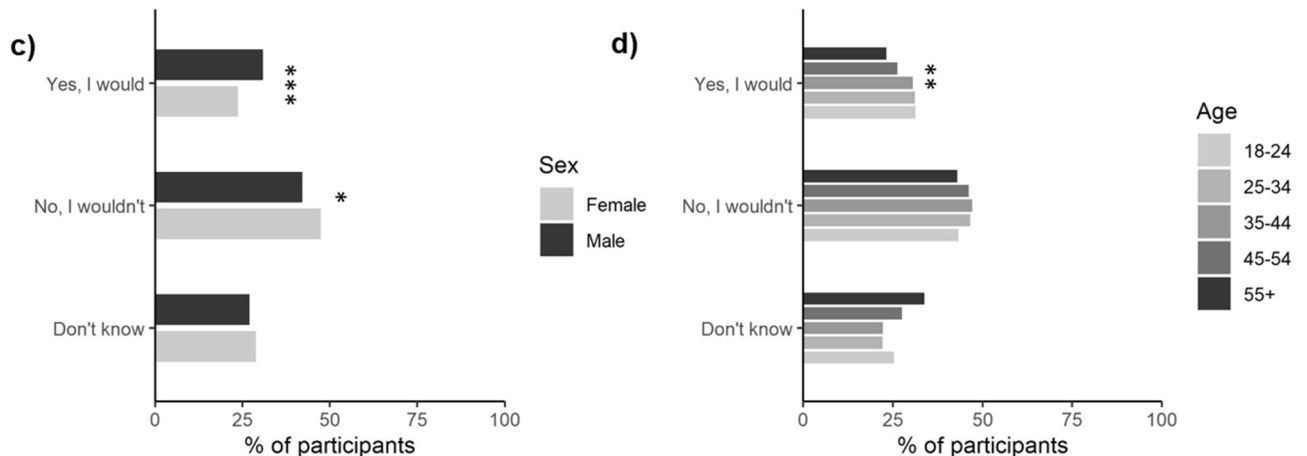 c)
Yes, I would
***
No, I wouldn't
*
Don't know
0 25 50 75 100
% of participants
Sex
Female
Male
d)
Yes, I would
**
No, I wouldn't
Don't know
0 25 50 75 100
% of participants
Age
18-24
25-34
35-44
45-54
55+